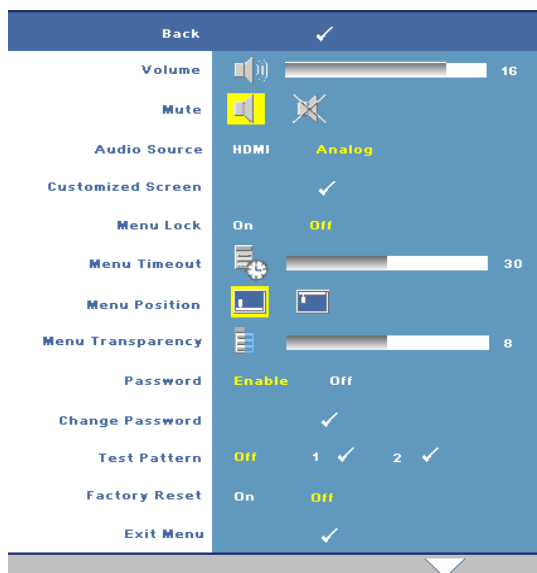 Back
Volume 16
Mute
Audio Source HDMI Analog
Customized Screen
Menu Lock On Off
Menu Timeout 30
Menu Position
Menu Transparency 8
Password Enable Off
Change Password
Test Pattern Off 1 2
Factory Reset On Off
Exit Menu